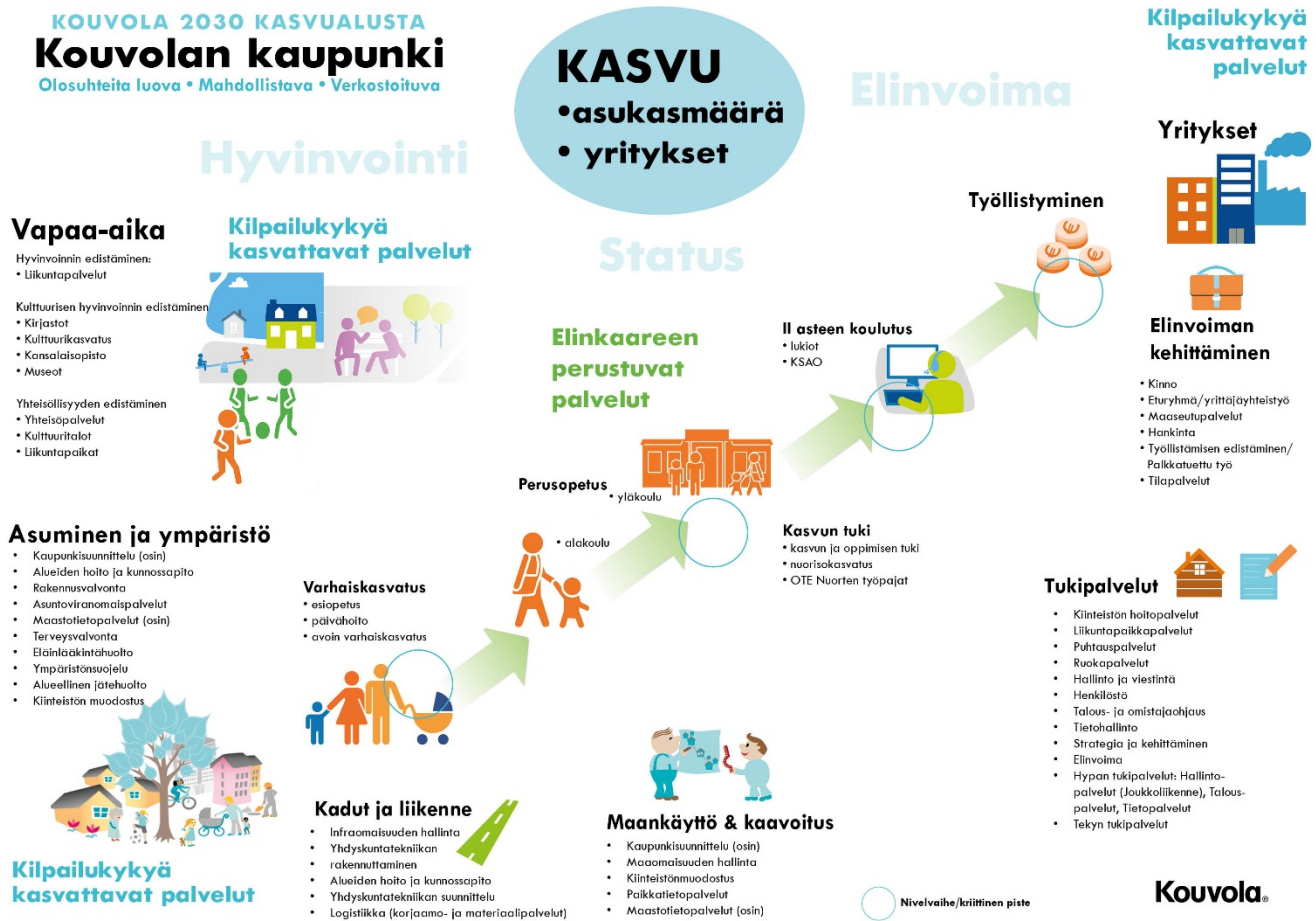 KOUVOLA 2030 KASVUALUSTA
Kouvolan kaupunki
Olosuhteita luova • Mahdollistava • Verkostoituva
KASVU
•asukasmäärä
• yritykset
Elinvoima
Kilpailukykyä
kasvattavat
palvelut
Hyvinvointi
Status
Yritykset
Työllistyminen
Vapaa-aika
Hyvinvoinnin edistäminen:
• Liikuntapalvelut
Kulttuurisen hyvinvoinnin edistäminen
• Kirjastot
• Kulttuurikasvatus
• Kansalaisopisto
• Museot
Yhteisöllisyyden edistäminen
• Yhteisöpalvelut
• Kulttuuritalot
• Liikuntapaikat
Kilpailukykyä
kasvattavat palvelut
Elinkaareen
perustuvat
palvelut
II asteen koulutus
• lukiot
• KSAO
Elinvoiman
kehittäminen
• Kinno
• Eturyhmä/yrittäjäyhteistyö
• Maaseutupalvelut
• Hankinta
• Työllistämisen edistäminen/
Palkkatuettu työ
• Tilapalvelut
Perusopetus
• yläkoulu
• alakoulu
Kasvun tuki
• kasvun ja oppimisen tuki
• nuorisokasvatus
• OTE Nuorten työpajat
Asuminen ja ympäristö
• Kaupunkisuunnittelu (osin)
• Alueiden hoito ja kunnossapito
• Rakennusvalvonta
• Asuntoviranomaispalvelut
• Maastotietopalvelut (osin)
• Terveysvalvonta
• Eläinlääkintähuolto
• Ympäristönsuojelu
• Alueellinen jätehuolto
• Kiinteistön muodostus
Varhaiskasvatus
• esiopetus
• päivähoito
• avoin varhaiskasvatus
Tukipalvelut
• Kiinteistön hoitopalvelut
• Liikuntapaikkapalvelut
• Puhtauspalvelut
• Ruokapalvelut
• Hallinto ja viestintä
• Henkilöstö
• Talous- ja omistajaohjaus
• Tietohallinto
• Strategia ja kehittäminen
• Elinvoima
• Hypan tukipalvelut: Hallinto-
palvelut (Joukkoliikenne), Talous-
palvelut, Tietopalvelut
• Tekyn tukipalvelut
Kilpailukykyä
kasvattavat palvelut
Kadut ja liikenne
• Infraomaisuuden hallinta
• Yhdyskuntatekniikan
• rakennuttaminen
• Alueiden hoito ja kunnossapito
• Yhdyskuntatekniikan suunnittelu
• Logistiikka (korjaamo- ja materiaalipalvelut)
Maankäyttö & kaavoitus
• Kaupunkisuunnittelu (osin)
• Maaomaisuuden hallinta
• Kiinteistönmuodostus
• Paikkatietopalvelut
• Maastotietopalvelut (osin)
Nivelvaihe/kriittinen piste
Kouvola®